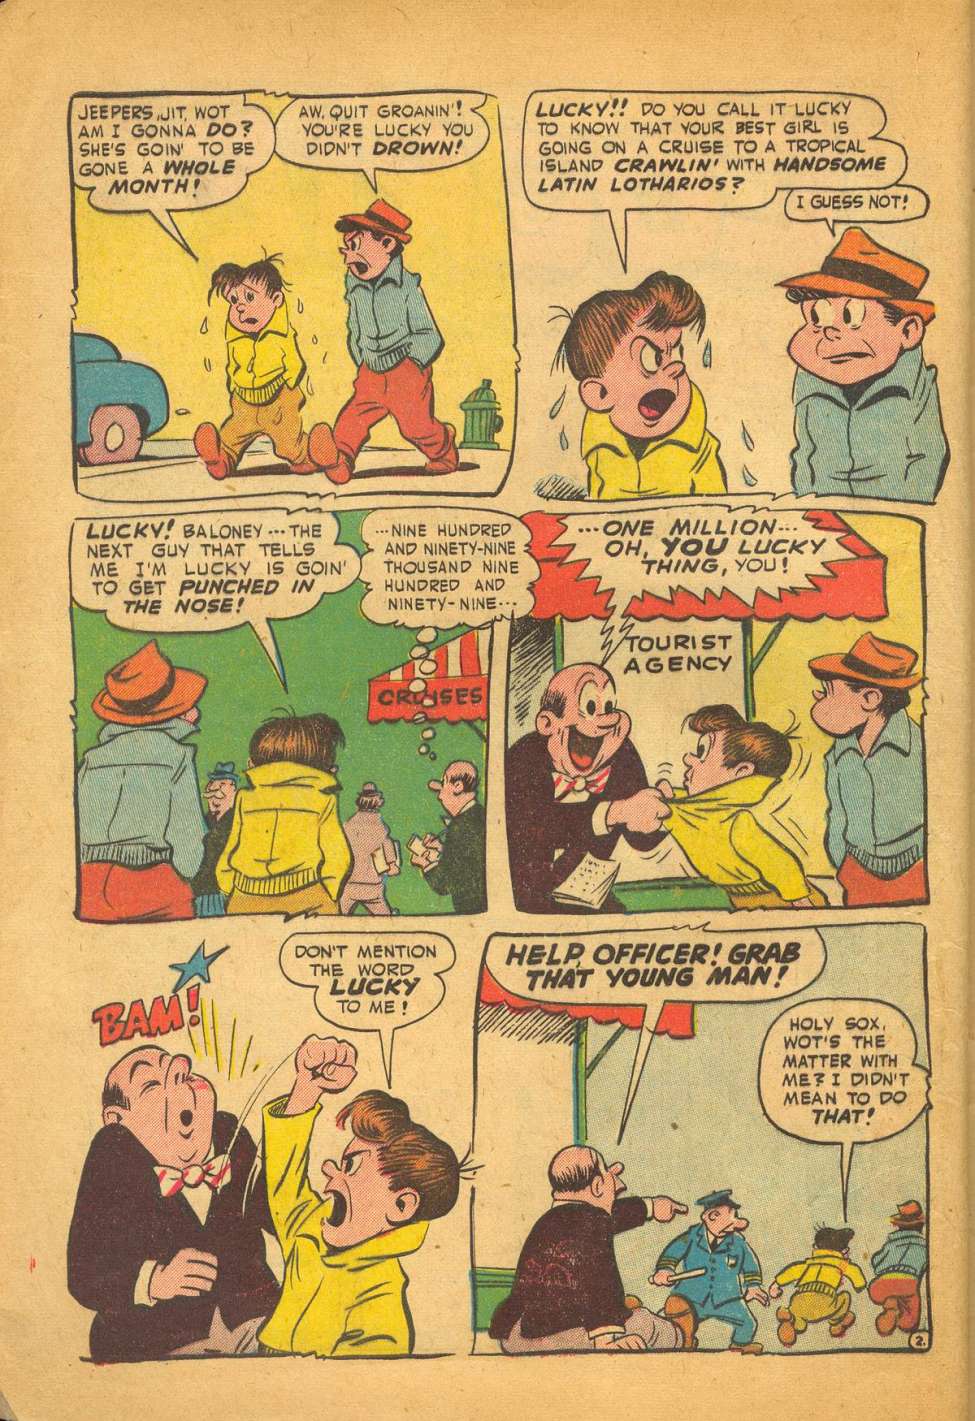 JEEPERS, JIT, WOT
AM I GONNA DO?
SHE'S GOIN' TO BE
GONE A WHOLE
MONTH!
AW, QUIT GROANIN'!
YOU'RE LUCKY YOU
DIDN'T DROWN!
LUCKY!! DO YOU CALL IT LUCKY
TO KNOW THAT YOUR BEST GIRL IS
GOING ON A CRUISE TO A TROPICAL
ISLAND CRAWLIN' WITH HANDSOME
LATIN LOTHARIOS?
I GUESS NOT!
LUCKY! BALONEY---THE
NEXT GUY THAT TELLS
ME I'M LUCKY IS GOIN'
TO GET PUNCHED IN
THE NOSE!
...NINE HUNDRED
AND NINETY-NINE
THOUSAND NINE
HUNDRED AND
NINETY-NINE...
CRUISES
---ONE MILLION---
OH, YOU LUCKY
THING, YOU!
TOURIST
AGENCY
BAM!
DON'T MENTION
THE WORD
LUCKY
TO ME!
HELP, OFFICER! GRAB
THAT YOUNG MAN!
HOLY SOX,
WOT'S THE
MATTER WITH
ME? I DIDN'T
MEAN TO DO
THAT!
2.